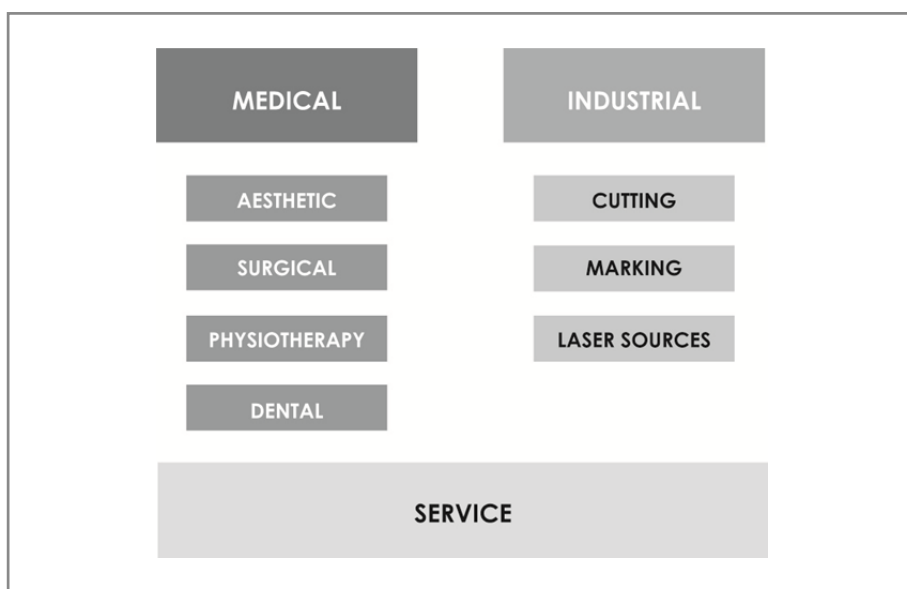 MEDICAL
INDUSTRIAL
AESTHETIC
CUTTING
SURGICAL
MARKING
PHYSIOTHERAPY
LASER SOURCES
DENTAL
SERVICE